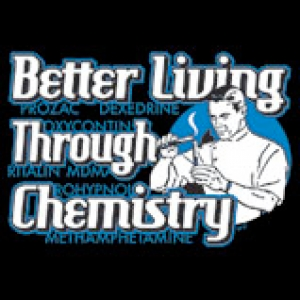 Better Living
PROZAC DEXEDRINE
OXYCONTIN
Through
RITALIN MDMA
ROHYPNOL
Chemistry
METHAMPHETAMINE